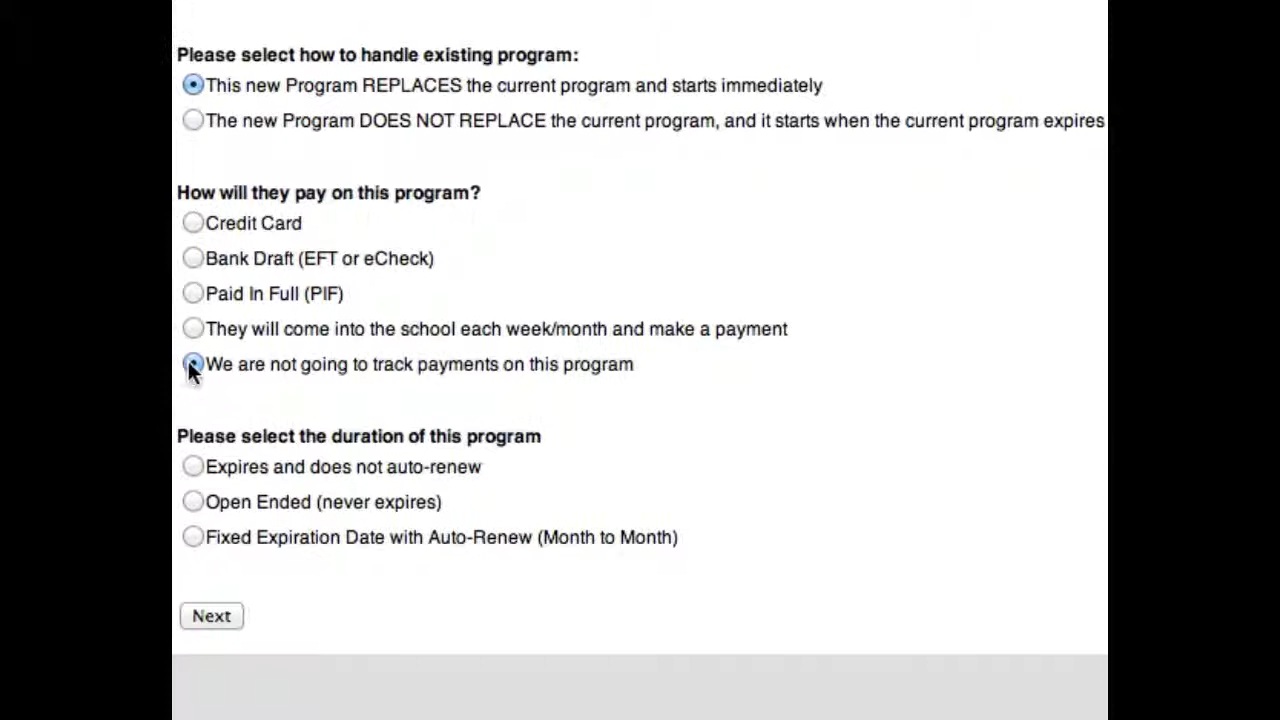 Please select how to handle existing program:
This new Program REPLACES the current program and starts immediately
The new Program DOES NOT REPLACE the current program, and it starts when the current program expires
How will they pay on this program?
Credit Card
Bank Draft (EFT or eCheck)
Paid In Full (PIF)
They will come into the school each week/month and make a payment
We are not going to track payments on this program
Please select the duration of this program
Expires and does not auto-renew
Open Ended (never expires)
Fixed Expiration Date with Auto-Renew (Month to Month)
Next